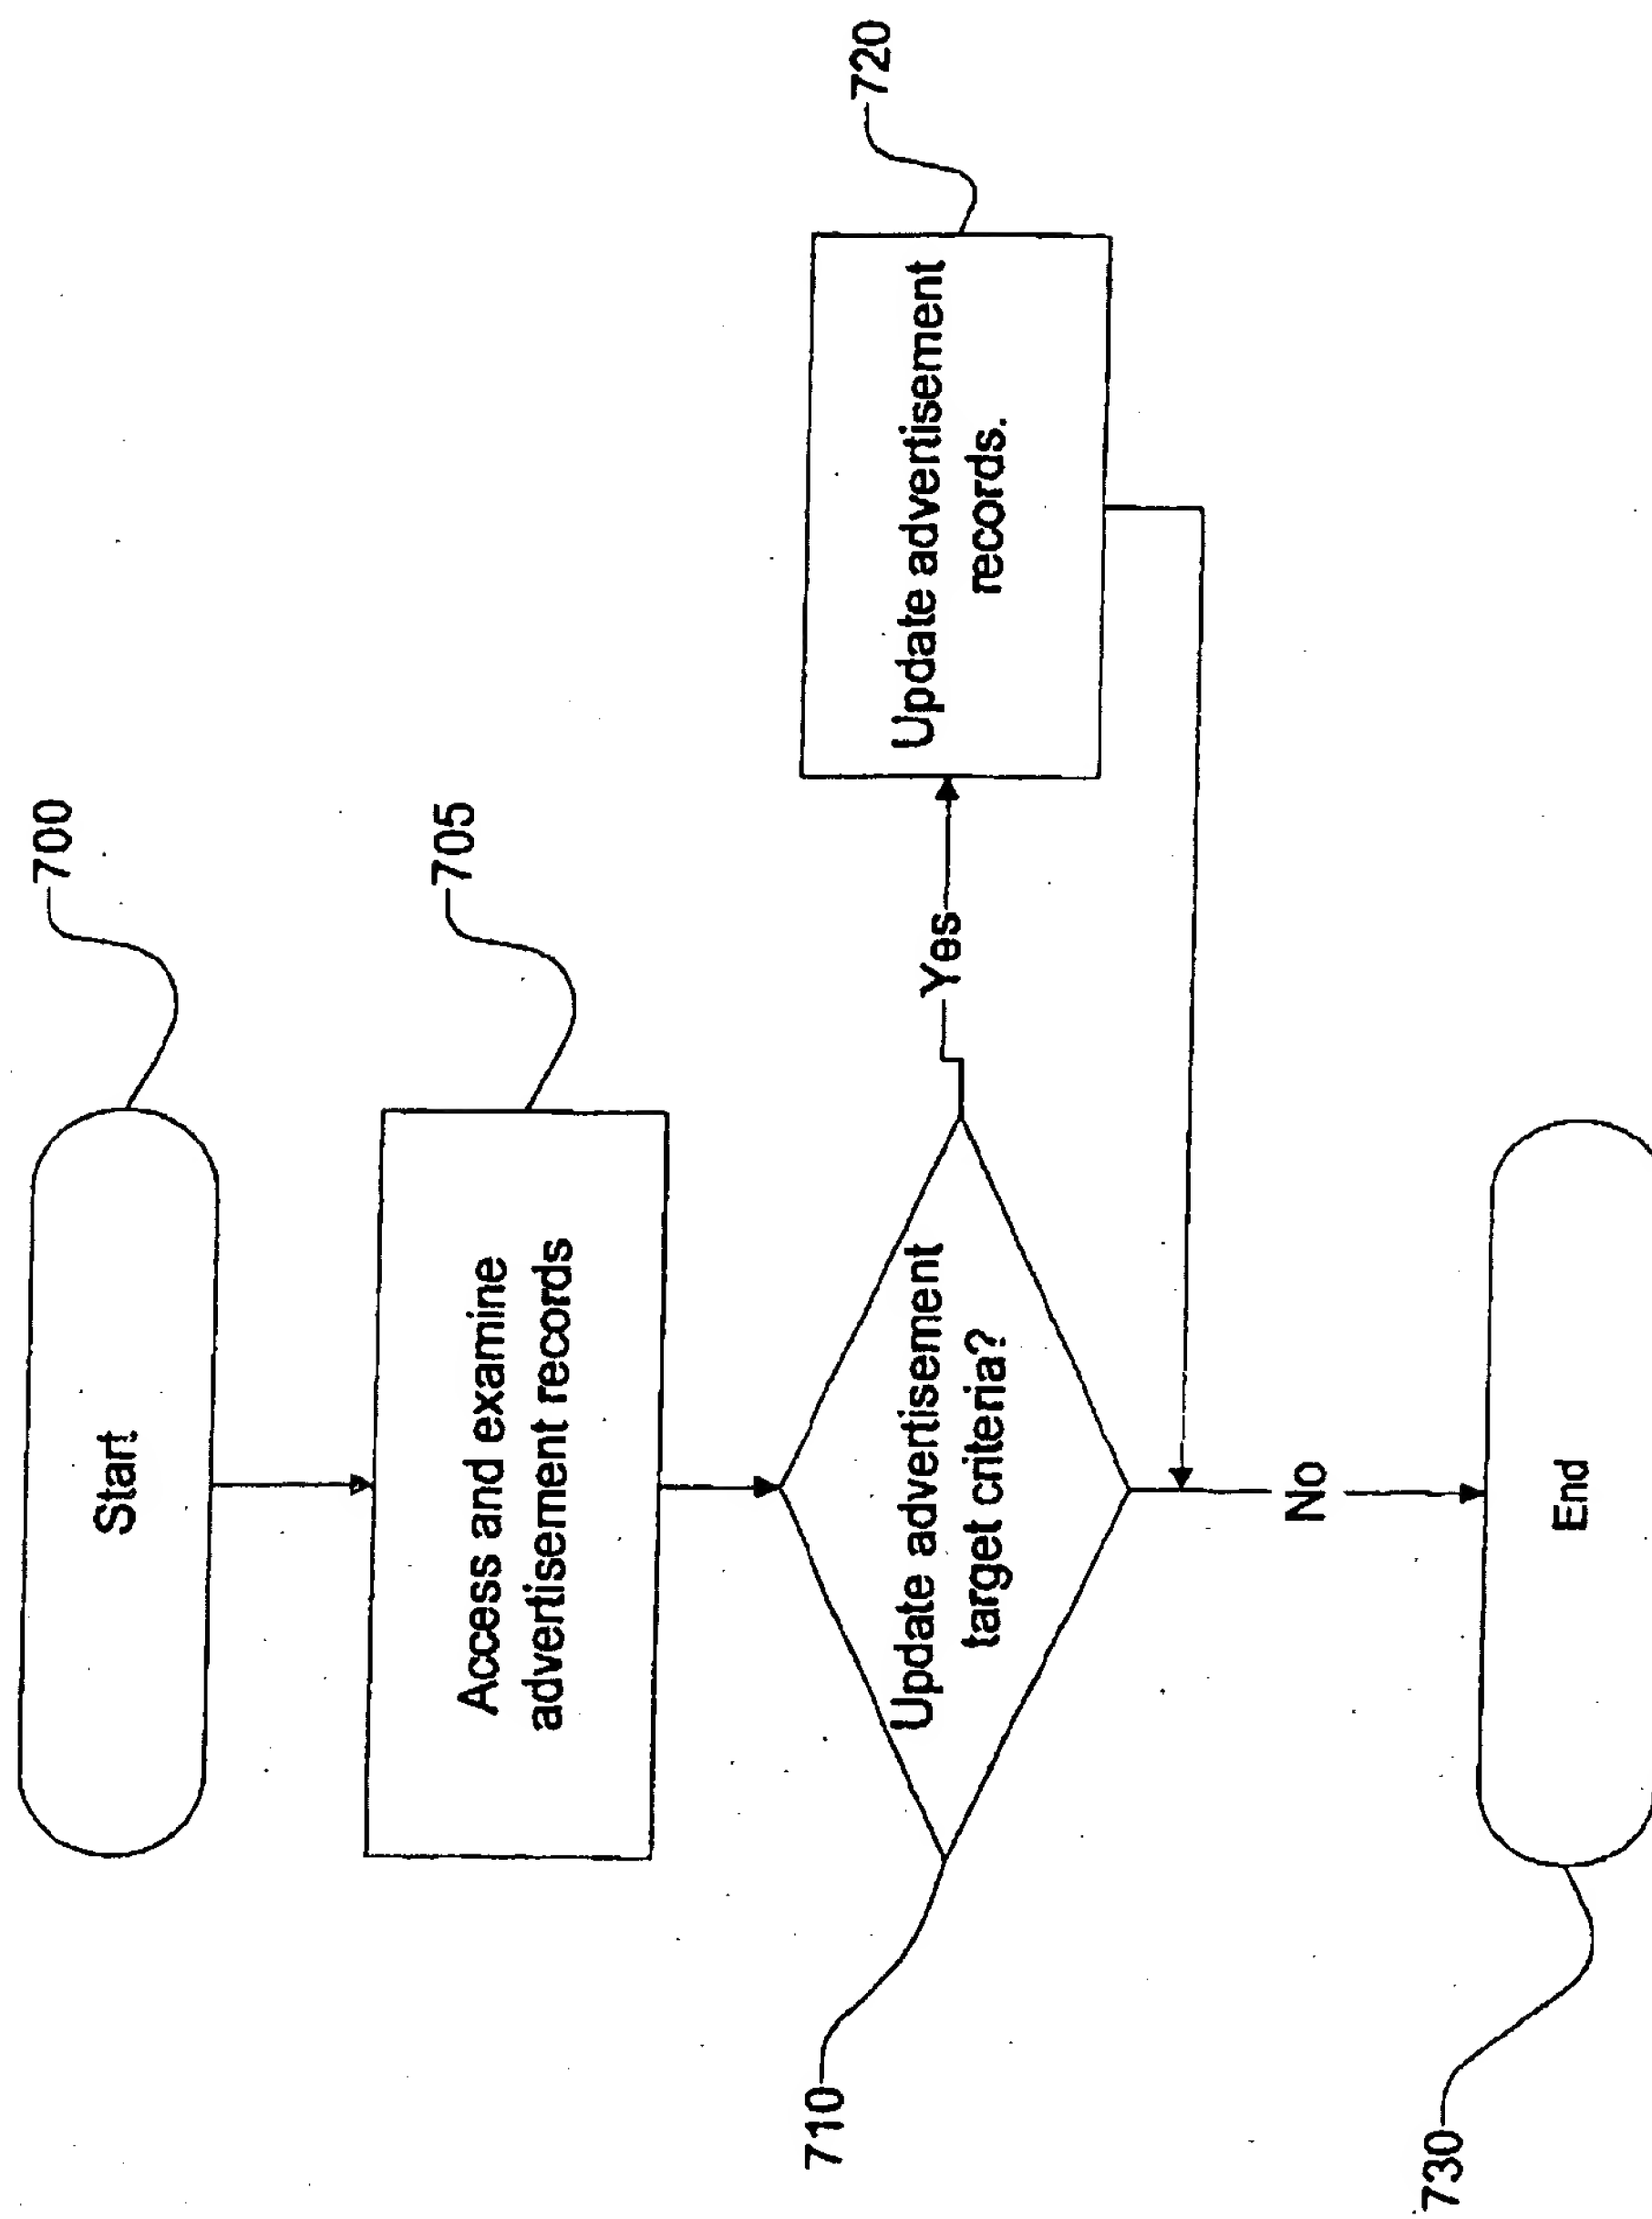 700
Start
705
Access and examine
advertisement records
710
Update advertisement
target criteria?
Yes
720
Update advertisement
records.
No
730
End